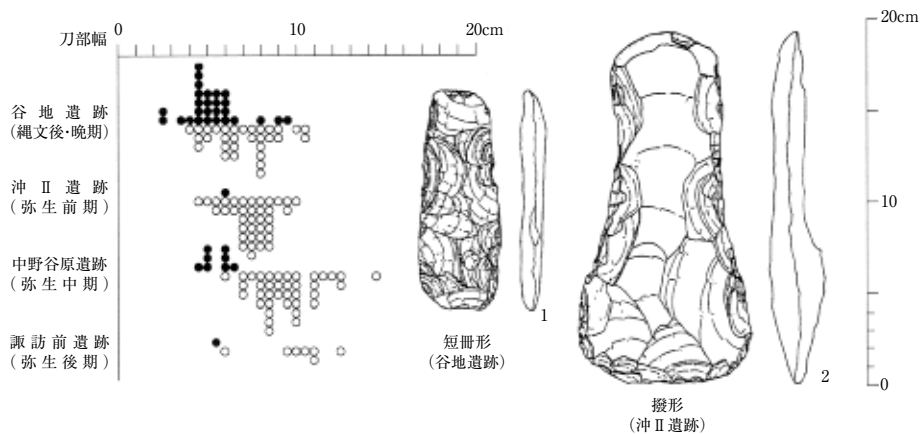 刃部幅
0 10 20cm
谷地遺跡
(縄文後・晩期)
沖Ⅱ遺跡
(弥生前期)
中野谷原遺跡
(弥生中期)
諏訪前遺跡
(弥生後期)
1
短冊形
(谷地遺跡)
2
撥形
(沖Ⅱ遺跡)
20cm
10
0